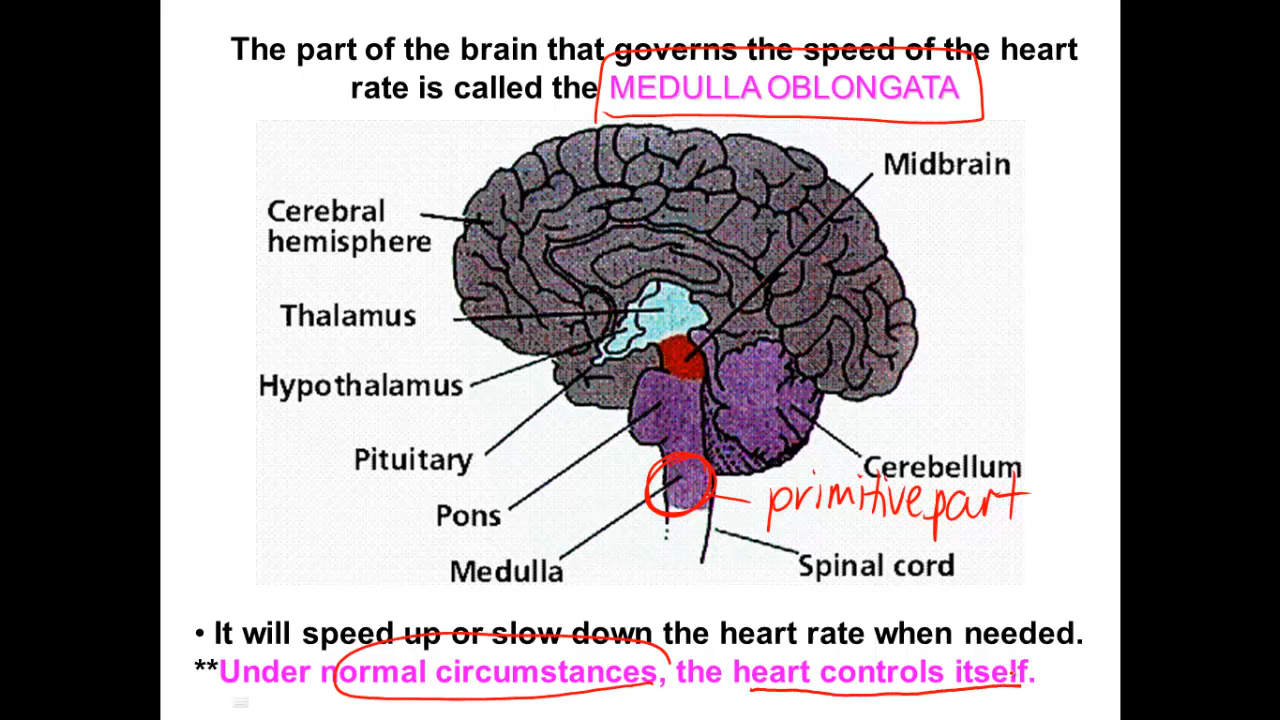 The part of the brain that governs the speed of the heart
rate is called the MEDULLA OBLONGATA
Midbrain
Cerebral
hemisphere
Thalamus
Hypothalamus
Pituitary
Cerebellum
primitive part
Pons
Medulla
Spinal cord
• It will speed up or slow down the heart rate when needed.
**Under normal circumstances, the heart controls itself.